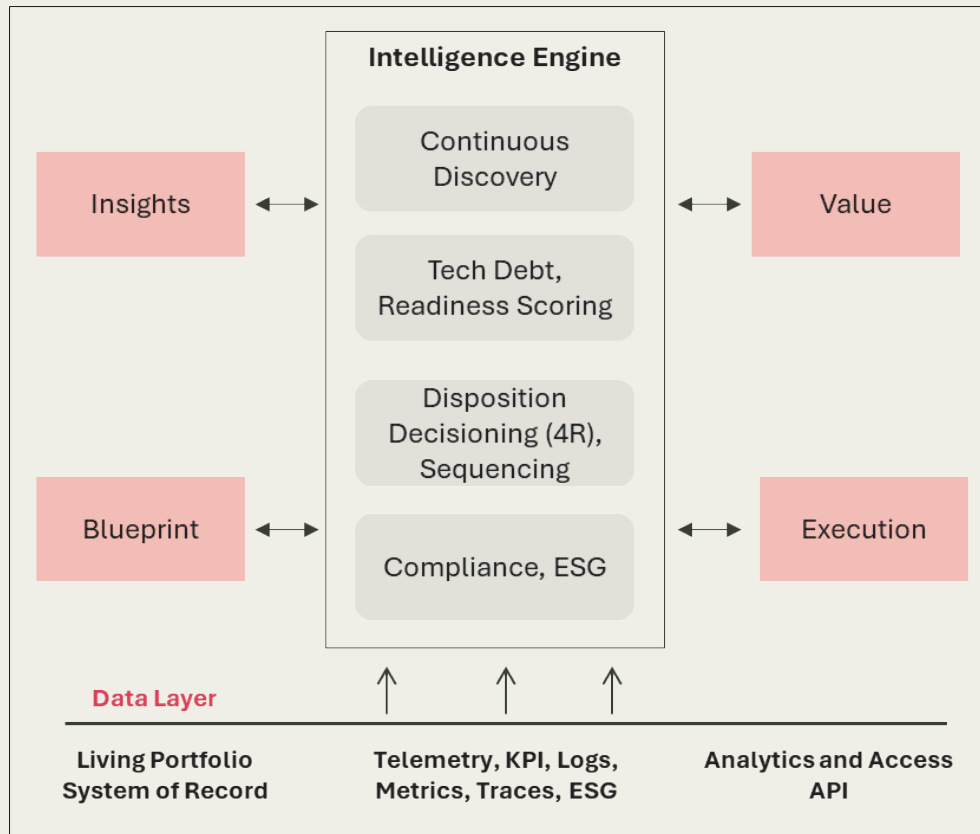 Intelligence Engine
Continuous
Discovery
Insights
Value
Tech Debt,
Readiness Scoring
Disposition
Decisioning (4R),
Sequencing
Blueprint
Execution
Compliance, ESG
Data Layer
Living Portfolio
System of Record
Telemetry, KPI, Logs,
Metrics, Traces, ESG
Analytics and Access
API